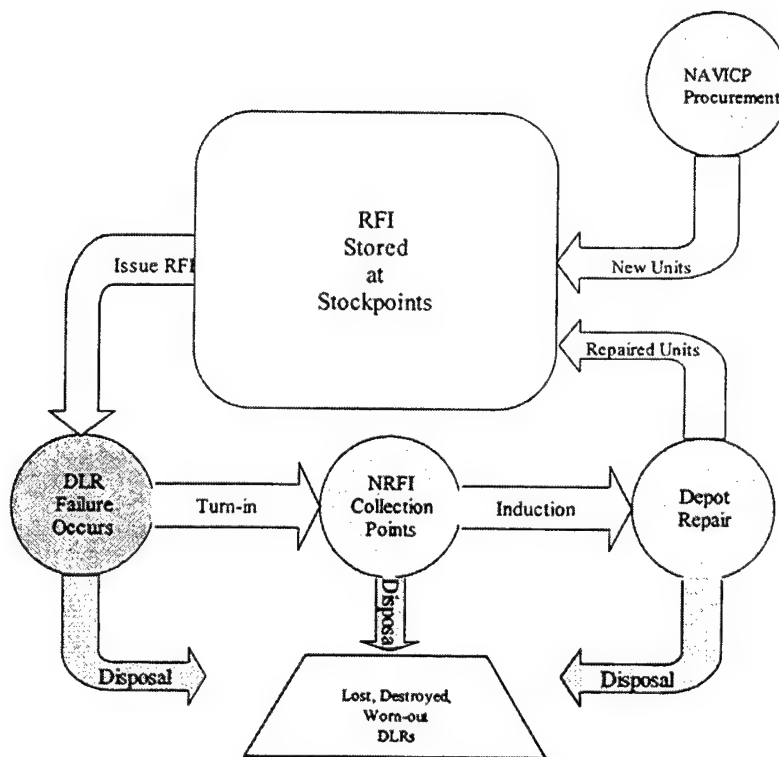 NAVICP
Procurement
RFI
Stored
at
Stockpoints
Issue RFI
New Units
Repaired Units
DLR
Failure
Occurs
Turn-in
NRFI
Collection
Points
Induction
Depot
Repair
Disposa
Disposal
Disposal
Lost, Destroyed,
Worn-out
DLRs